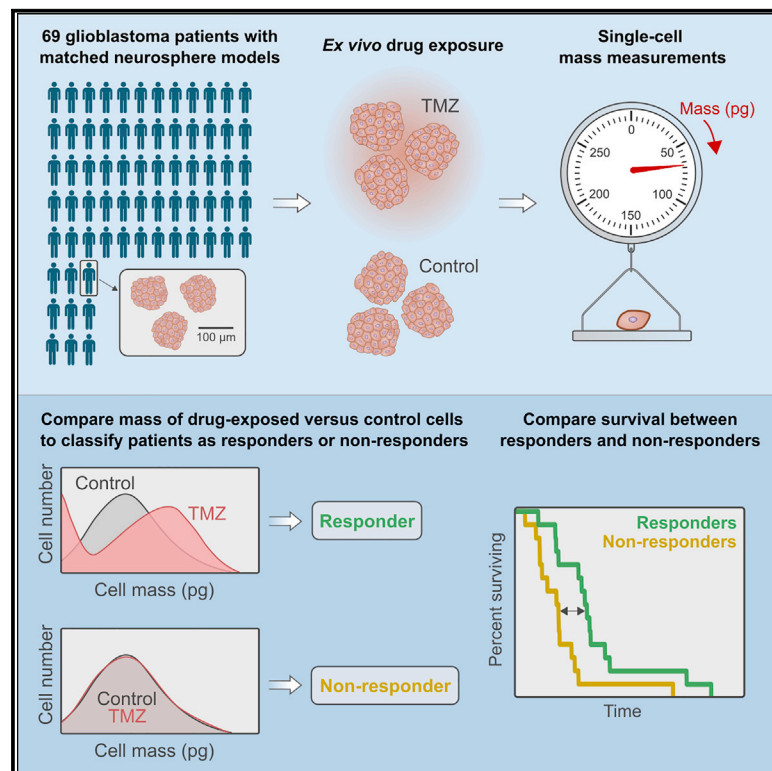 69 glioblastoma patients with
matched neurosphere models
100 µm
Ex vivo drug exposure
TMZ
Control
Single-cell
mass measurements
Mass (pg)
0
50
100
150
200
250
Compare mass of drug-exposed versus control cells
to classify patients as responders or non-responders
Cell number
Control
TMZ
Cell mass (pg)
Responder
Cell number
Control
TMZ
Cell mass (pg)
Non-responder
Compare survival between
responders and non-responders
Percent surviving
Responders
Non-responders
Time